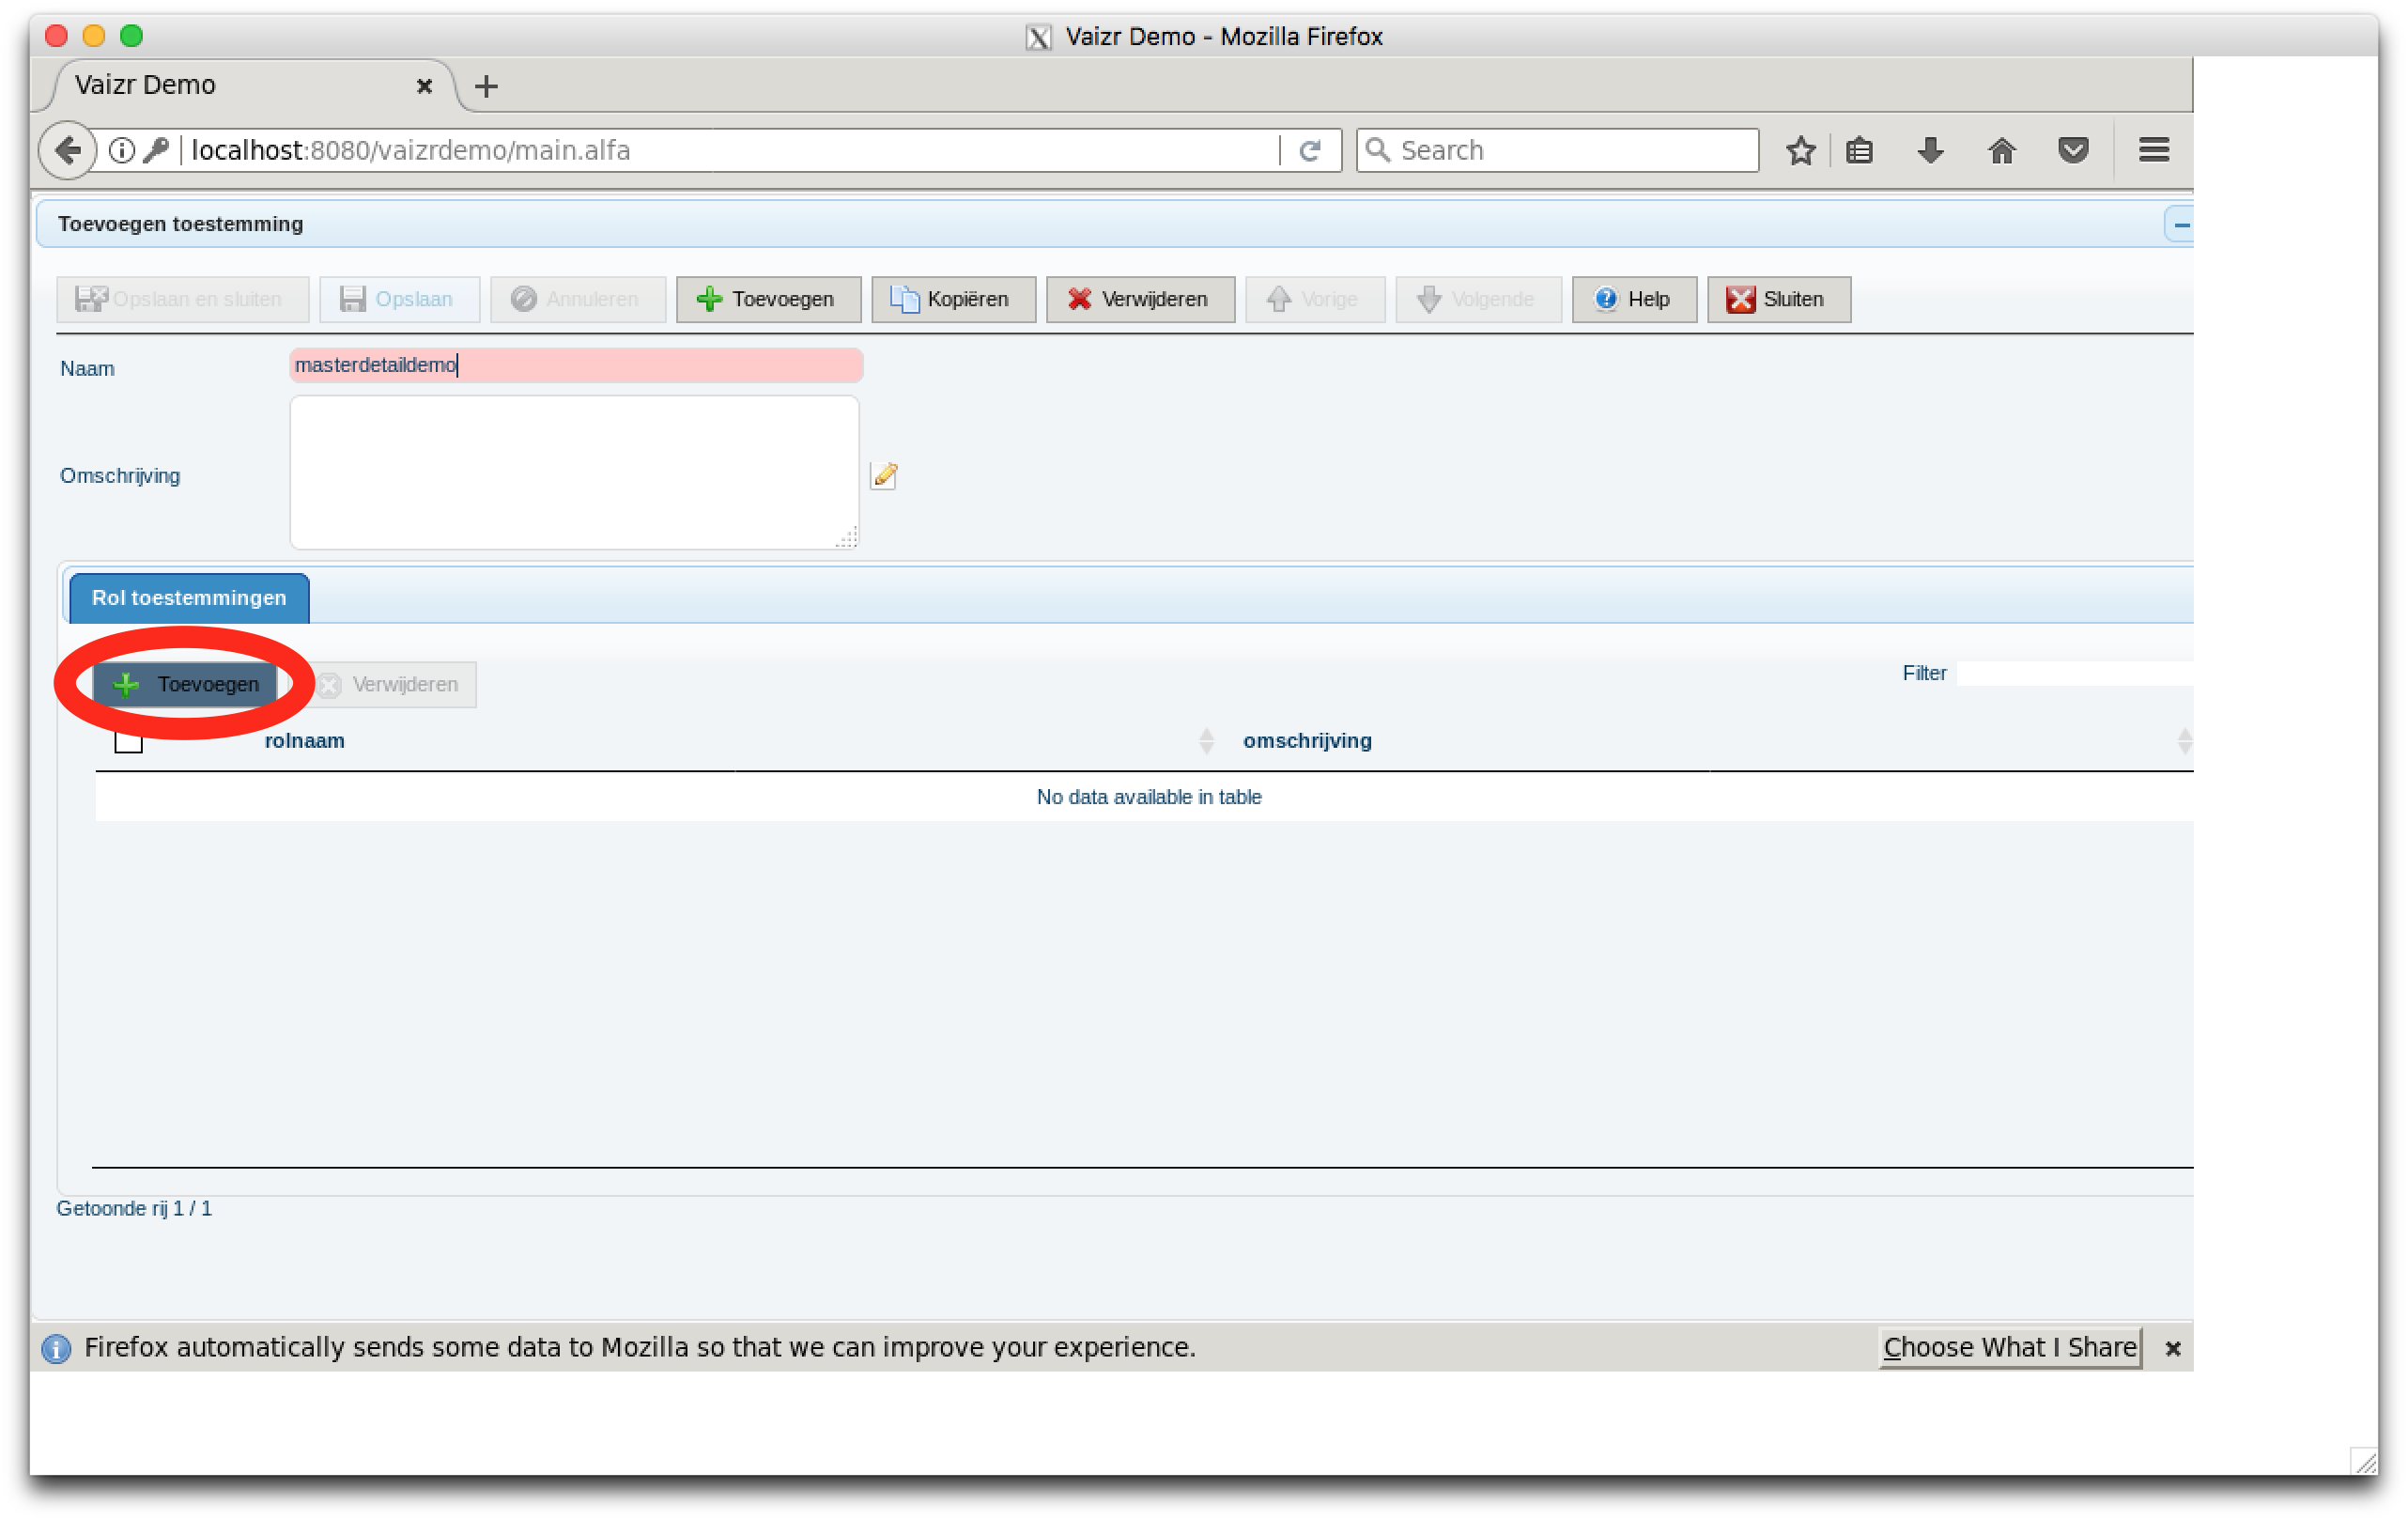 Vaizr Demo - Mozilla Firefox
Vaizr Demo
localhost:8080/vaizrdemo/main.alfa
Search
Toevoegen toestemming
Opslaan en sluiten Opslaan Annuleren Toevoegen Kopiëren Verwijderen Vorige Volgende Help Sluiten
Naam masterdetaildemo
Omschrijving
Rol toestemmingen
Toevoegen Verwijderen Filter
rolnaam omschrijving
No data available in table
Getoonde rij 1 / 1
Firefox automatically sends some data to Mozilla so that we can improve your experience. Choose What I Share